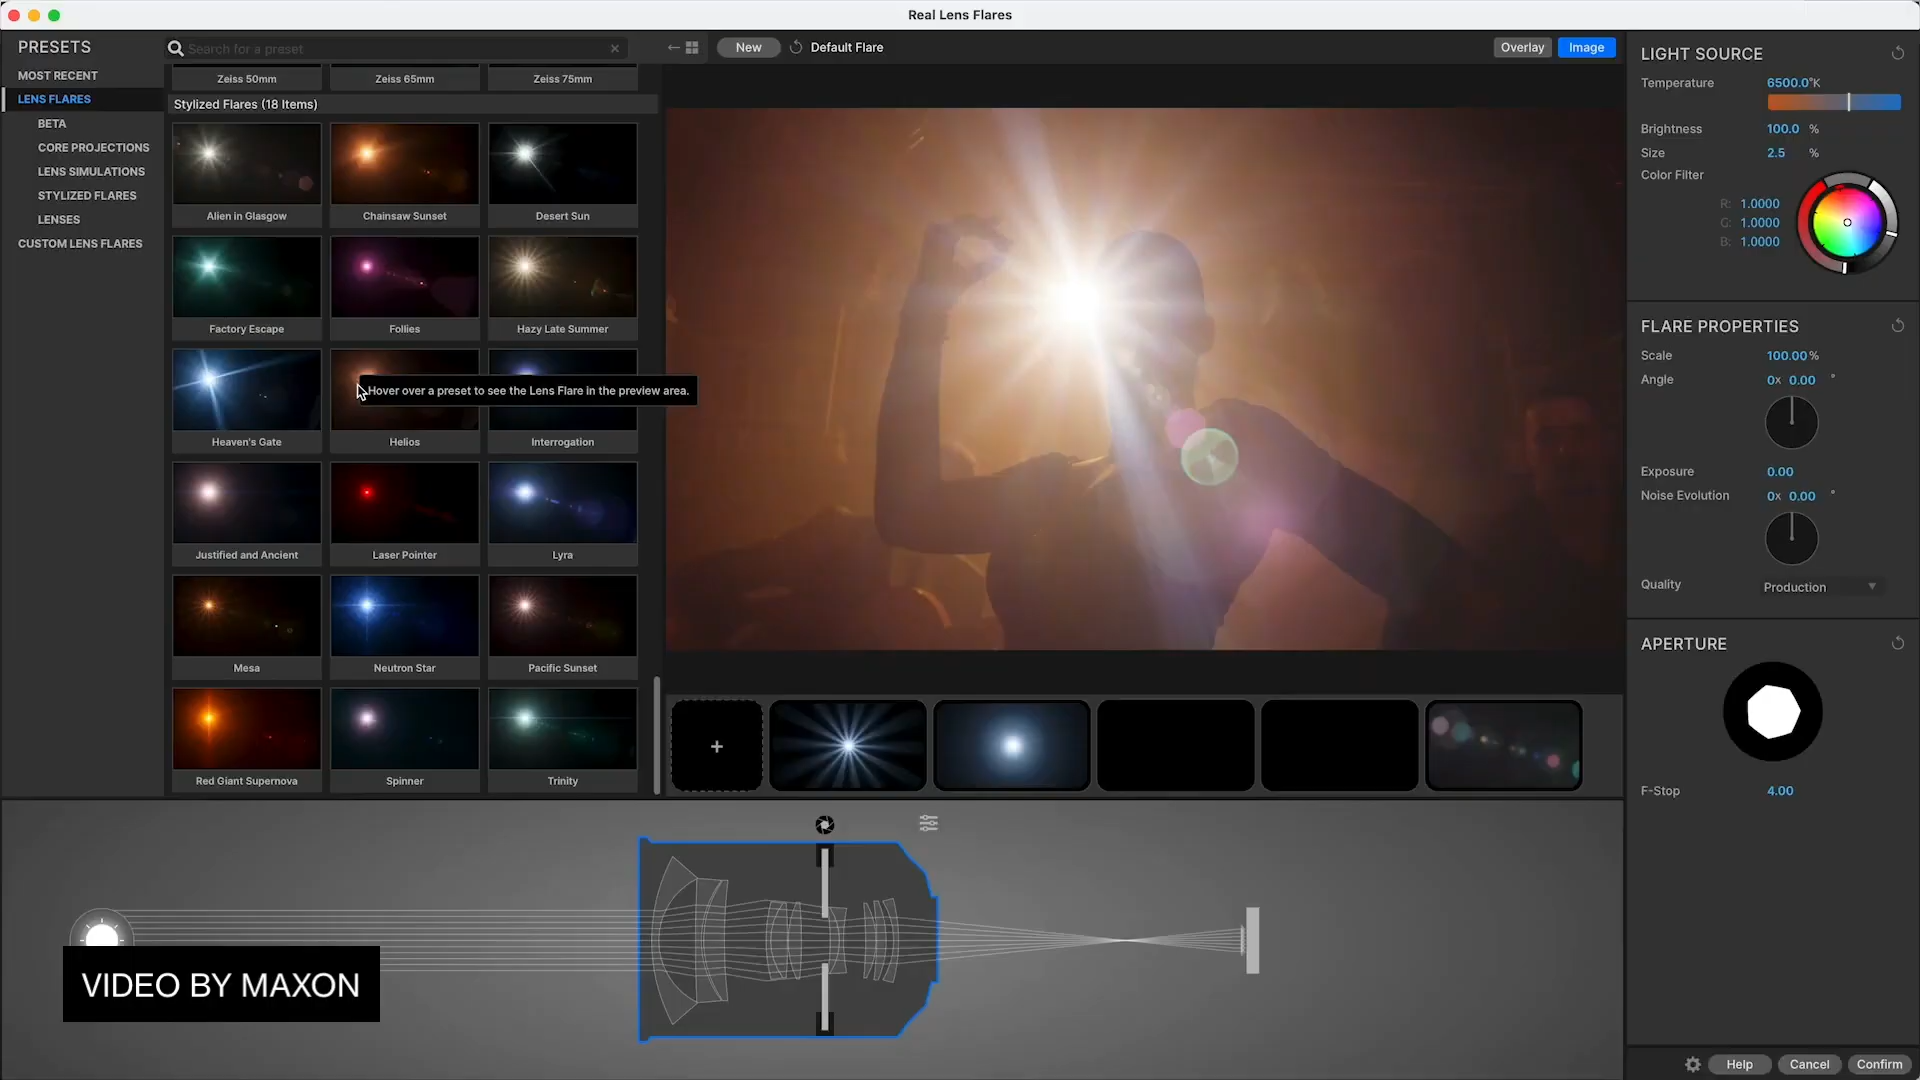 Real Lens Flares
PRESETS
Search for a preset
New
Default Flare
Overlay
Image
MOST RECENT
LENS FLARES
BETA
CORE PROJECTIONS
LENS SIMULATIONS
STYLIZED FLARES
LENSES
CUSTOM LENS FLARES
Zeiss 50mm
Zeiss 65mm
Zeiss 75mm
Stylized Flares (18 Items)
Alien in Glasgow
Chainsaw Sunset
Desert Sun
Factory Escape
Follies
Hazy Late Summer
Hover over a preset to see the Lens Flare in the preview area.
Heaven's Gate
Helios
Interrogation
Justified and Ancient
Laser Pointer
Lyra
Mesa
Neutron Star
Pacific Sunset
Red Giant Supernova
Spinner
Trinity
LIGHT SOURCE
Temperature 6500.0°K
Brightness 100.0 %
Size 2.5 %
Color Filter
R: 1.0000
G: 1.0000
B: 1.0000
FLARE PROPERTIES
Scale 100.00%
Angle 0x 0.00 °
Exposure 0.00
Noise Evolution 0x 0.00 °
Quality Production
APERTURE
F-Stop 4.00
VIDEO BY MAXON
Help
Cancel
Confirm